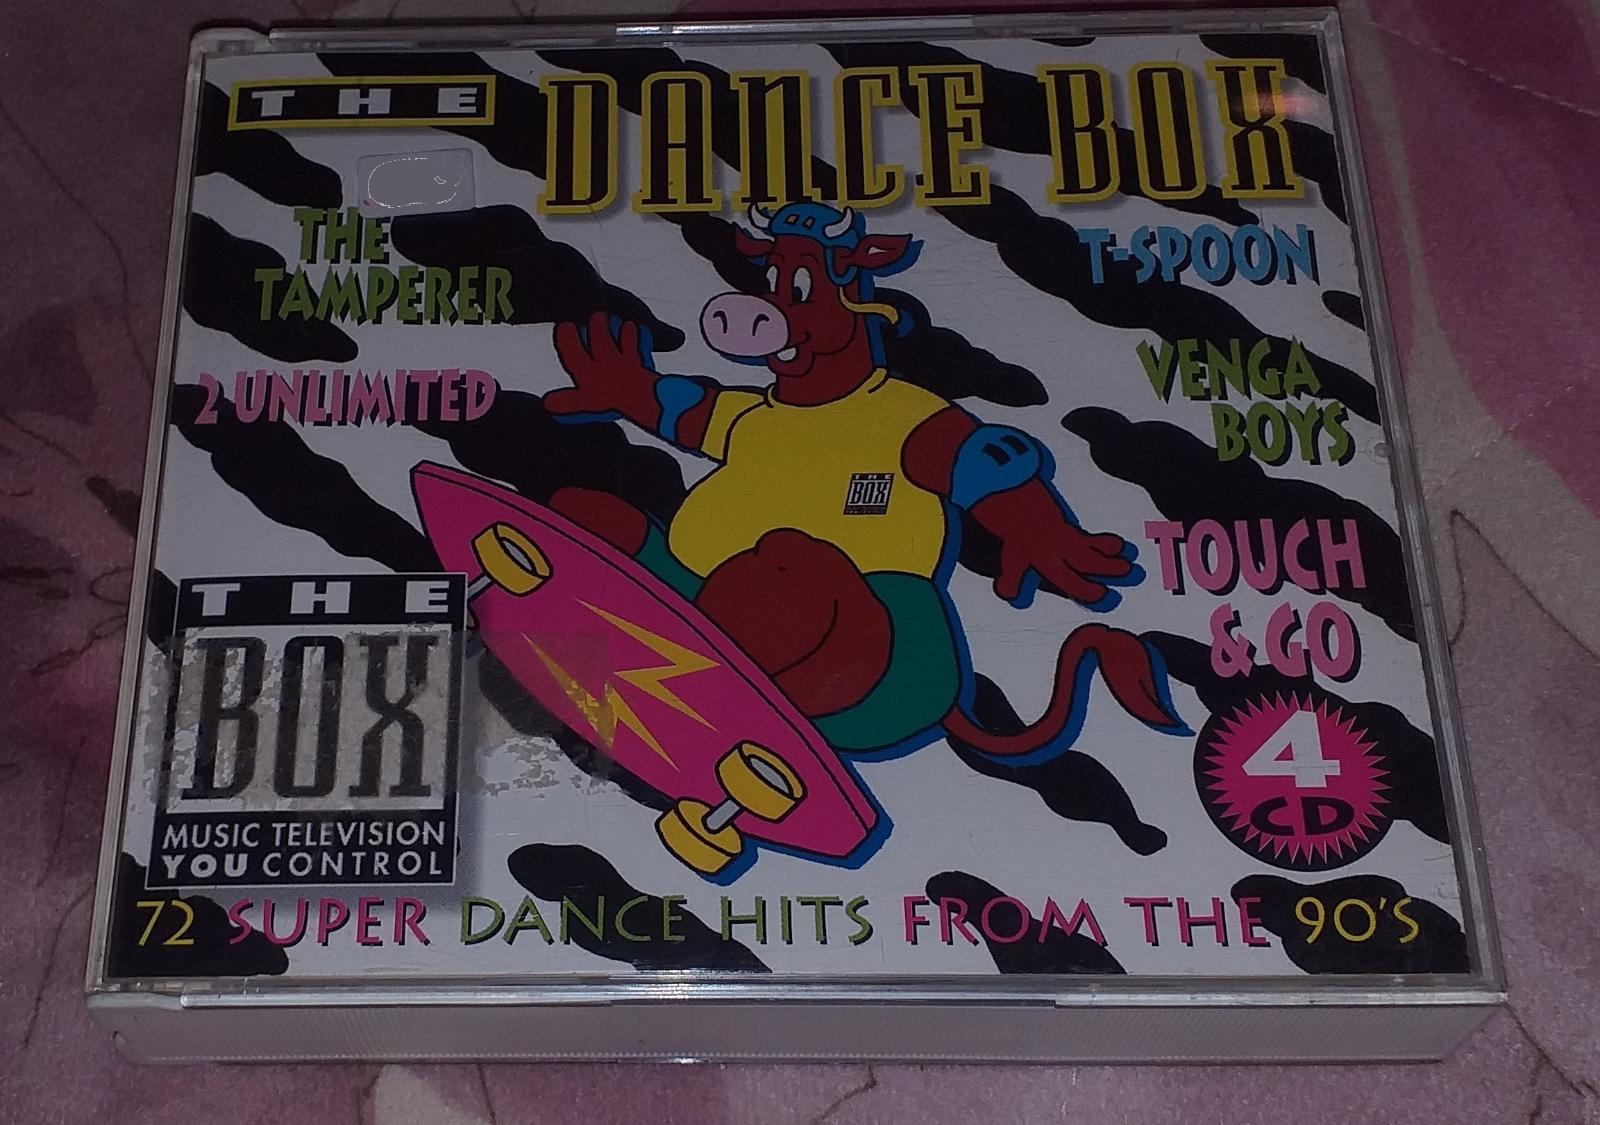 THE DANCE BOX
THE
TAMPERER
2 UNLIMITED
T-SPOON
VENGA
BOYS
THE
BOX
TOUCH
& GO
THE
BOX
MUSIC TELEVISION
YOU CONTROL
4
CD
72 SUPER DANCE HITS FROM THE 90'S